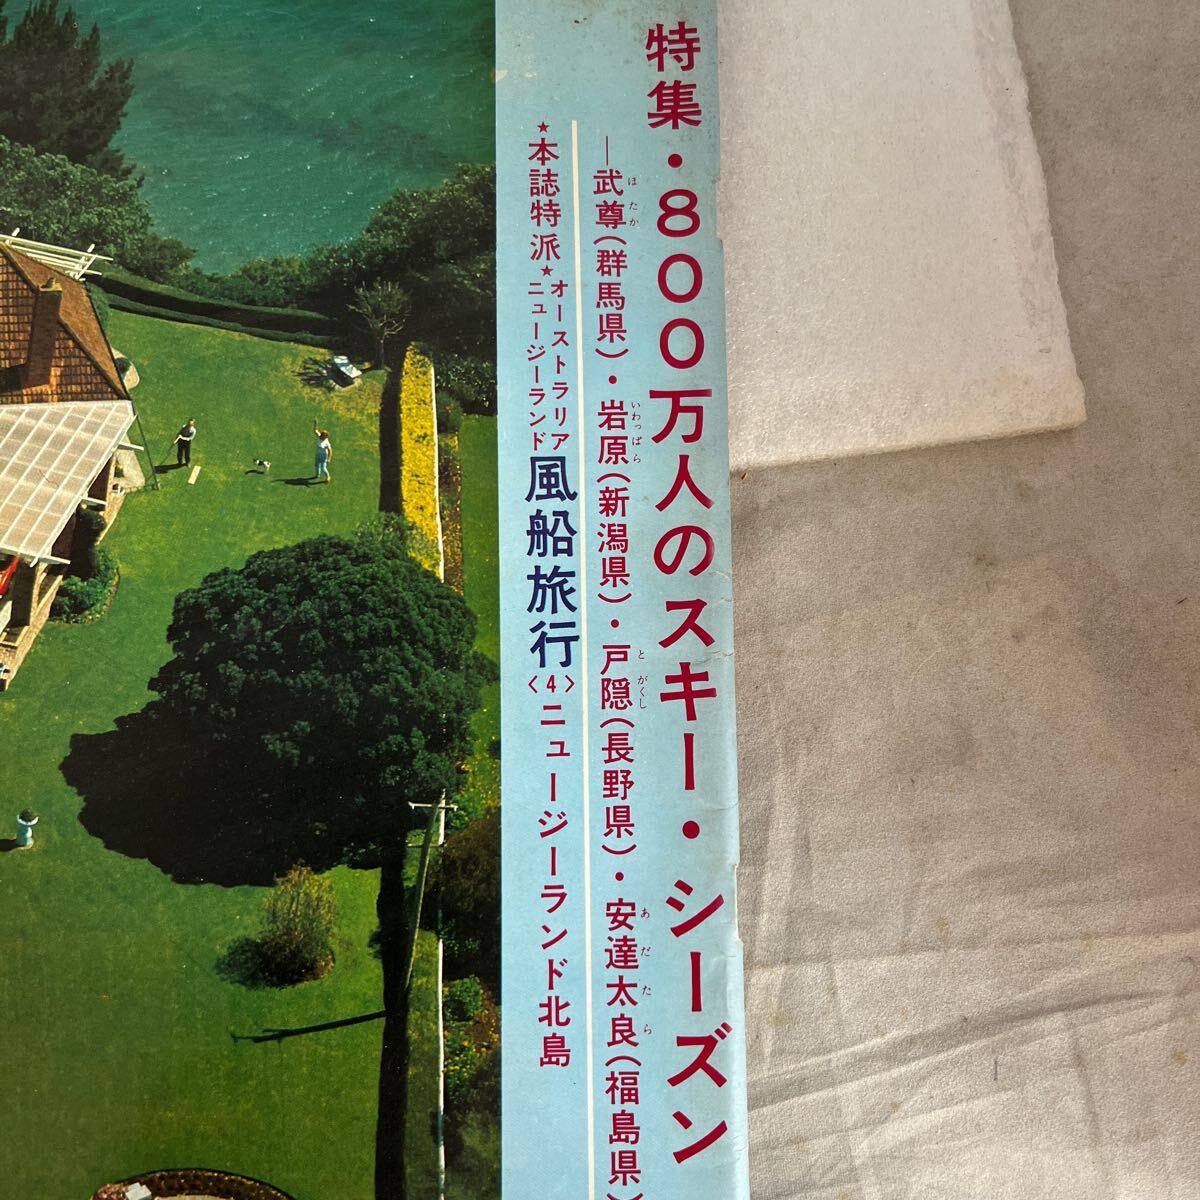 特集・800万人のスキー・シーズン
―武尊(群馬県)・岩原(新潟県)・戸隠(長野県)・安達太良(福島県)
ほたか いわっぱら とがくし あだたら
★本誌特派★オーストラリア
ニュージーランド
風船旅行〈4〉ニュージーランド北島